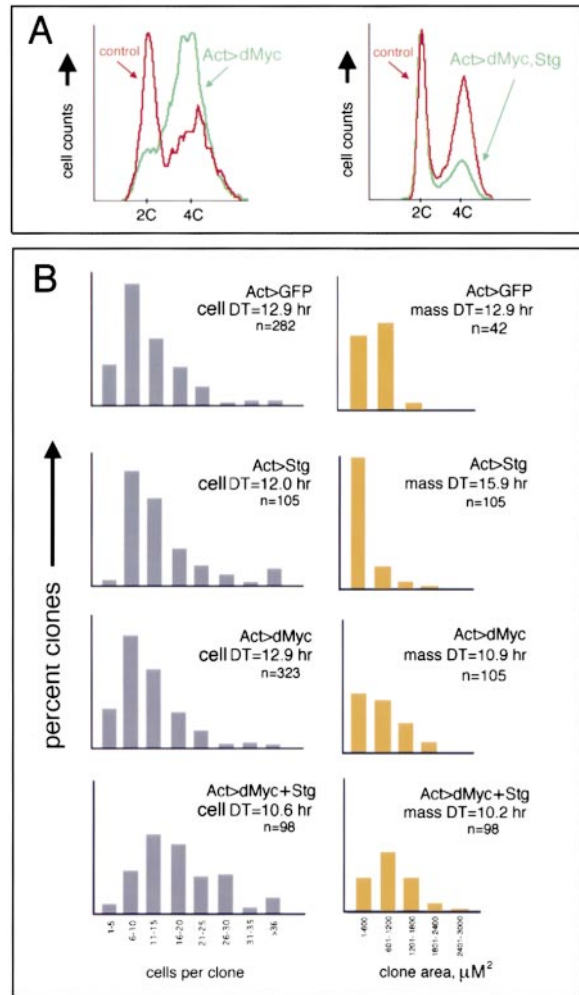 A
control
Act>dMyc
cell counts
2C
4C
control
Act>dMyc,Stg
cell counts
2C
4C
B
percent clones
Act>GFP
cell DT=12.9 hr
n=282
Act>GFP
mass DT=12.9 hr
n=42
Act>Stg
cell DT=12.0 hr
n=105
Act>Stg
mass DT=15.9 hr
n=105
Act>dMyc
cell DT=12.9 hr
n=323
Act>dMyc
mass DT=10.9 hr
n=105
Act>dMyc+Stg
cell DT=10.6 hr
n=98
Act>dMyc+Stg
mass DT=10.2 hr
n=98
1-5
6-10
11-15
16-20
21-25
26-30
31-35
>36
cells per clone
1-600
601-1200
1201-1800
1801-2400
2401-3000
clone area, μM²